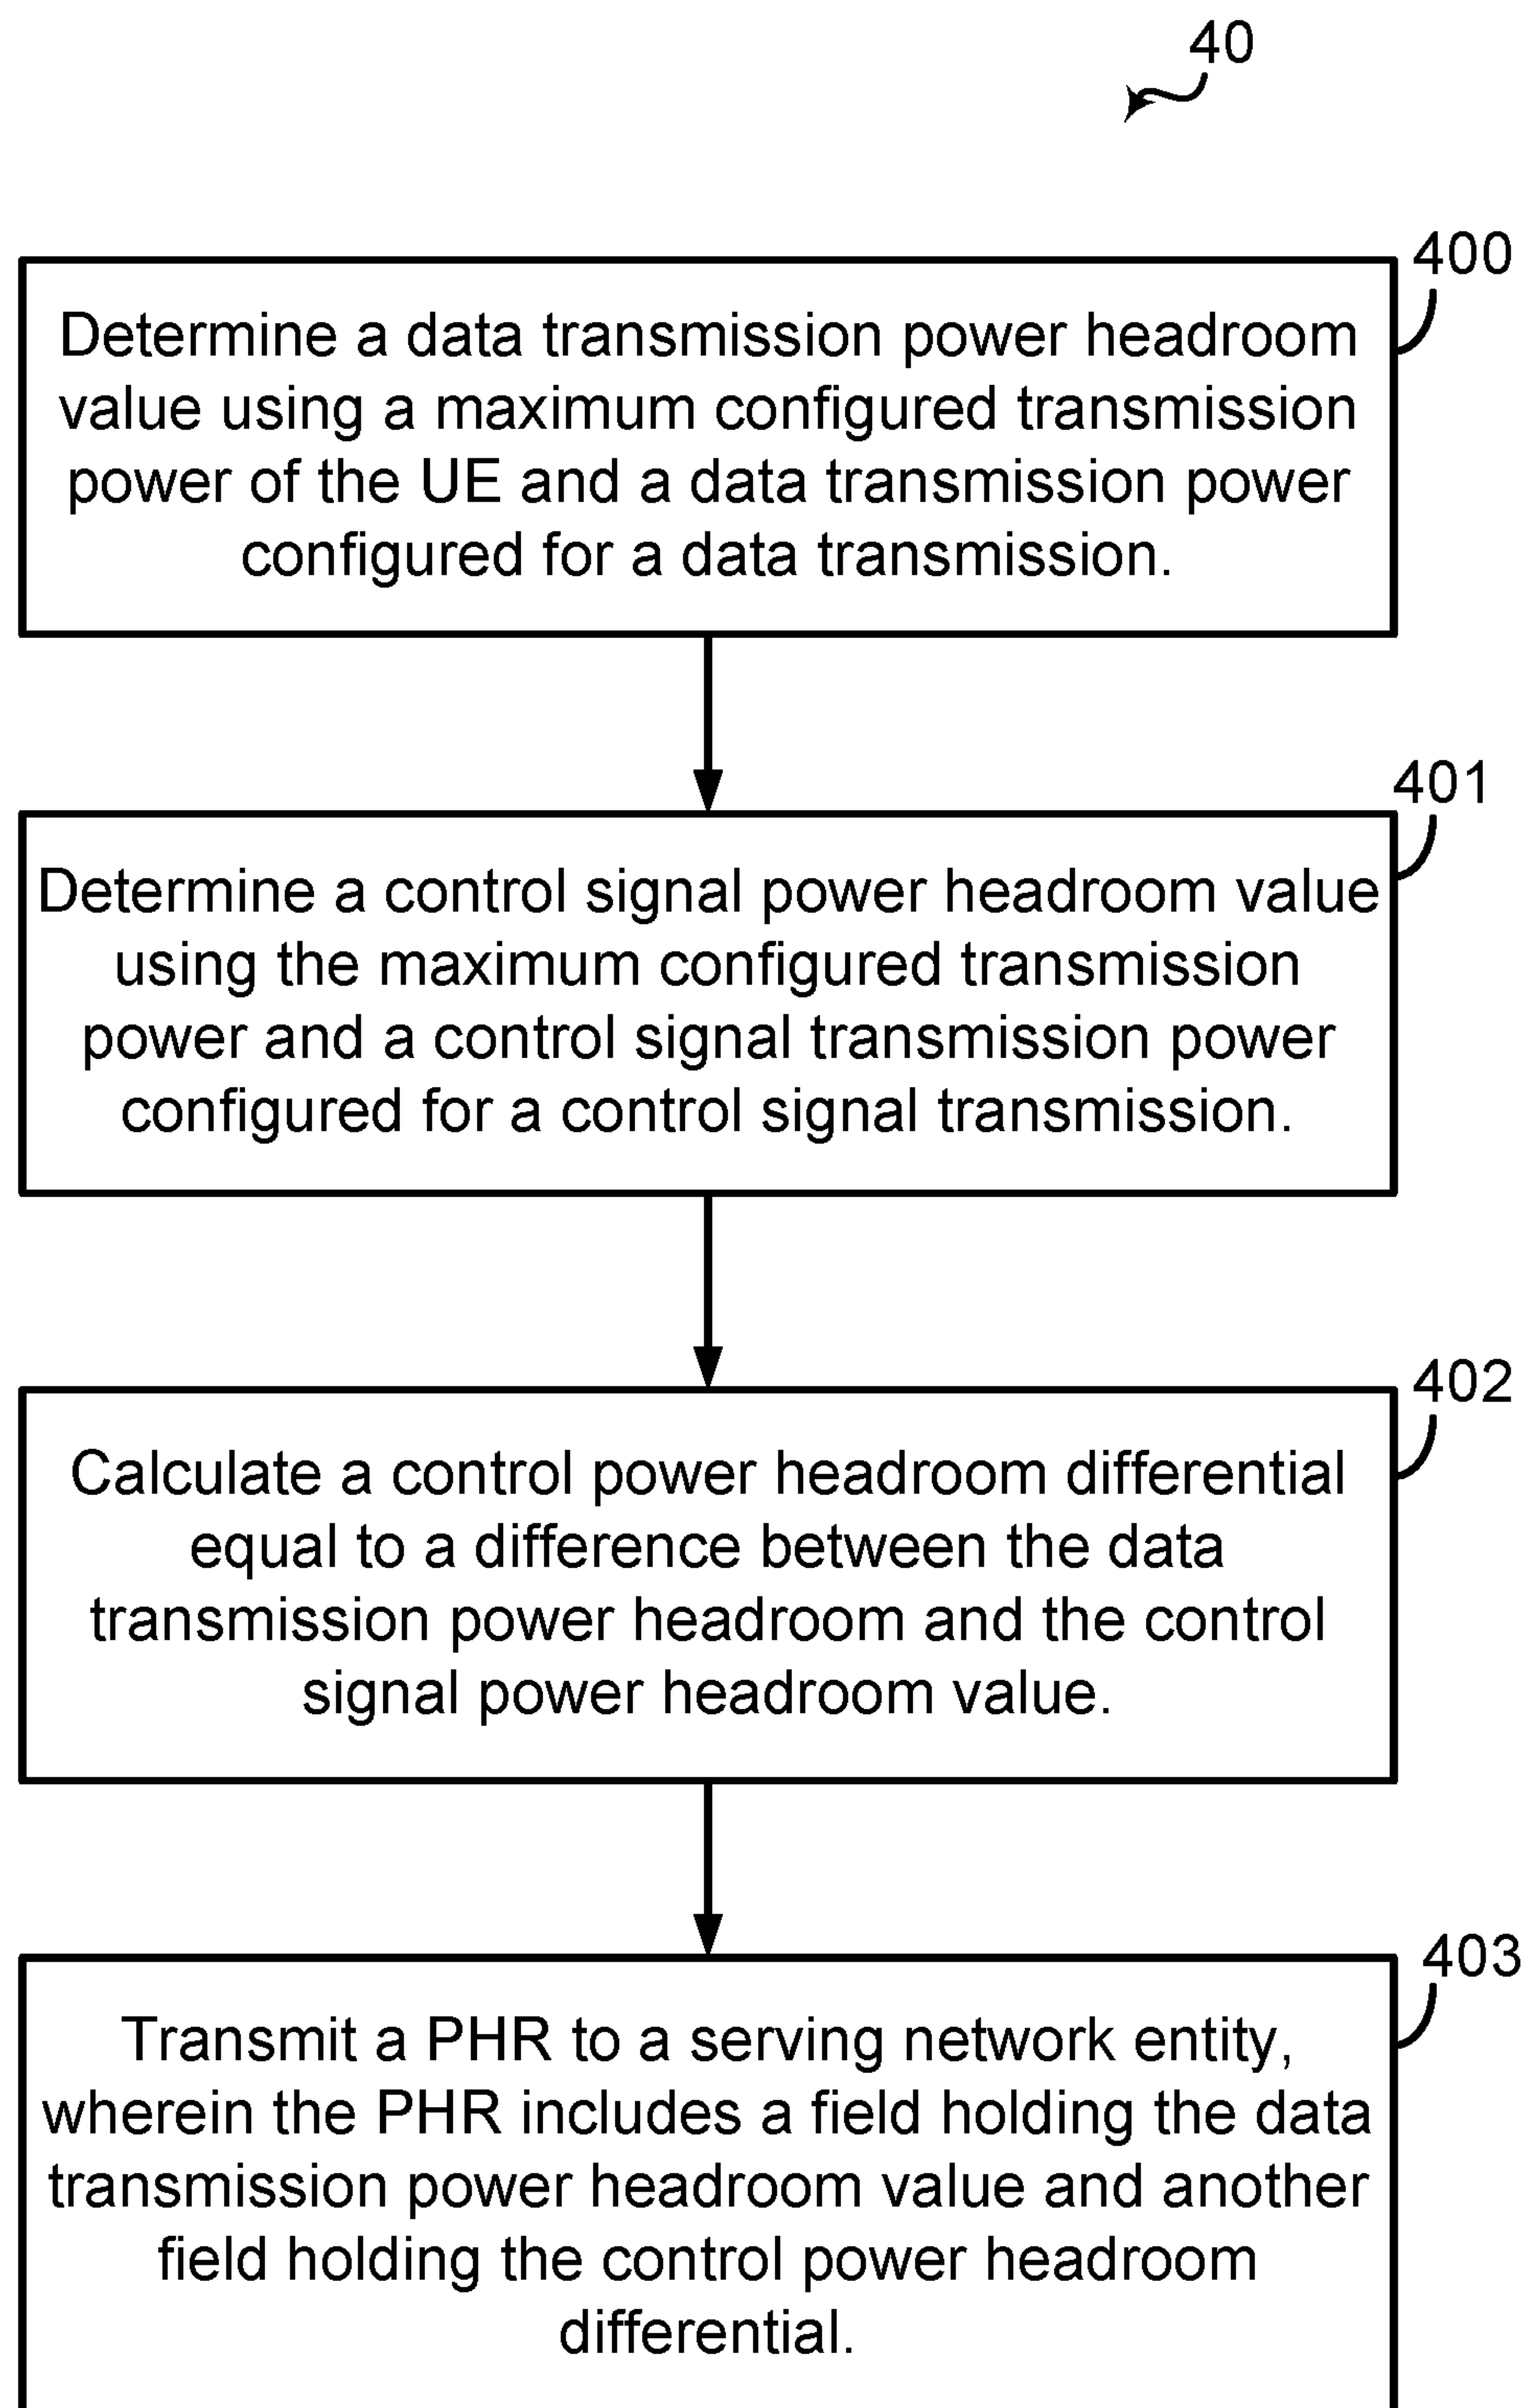 40
400
Determine a data transmission power headroom
value using a maximum configured transmission
power of the UE and a data transmission power
configured for a data transmission.
401
Determine a control signal power headroom value
using the maximum configured transmission
power and a control signal transmission power
configured for a control signal transmission.
402
Calculate a control power headroom differential
equal to a difference between the data
transmission power headroom and the control
signal power headroom value.
403
Transmit a PHR to a serving network entity,
wherein the PHR includes a field holding the data
transmission power headroom value and another
field holding the control power headroom
differential.